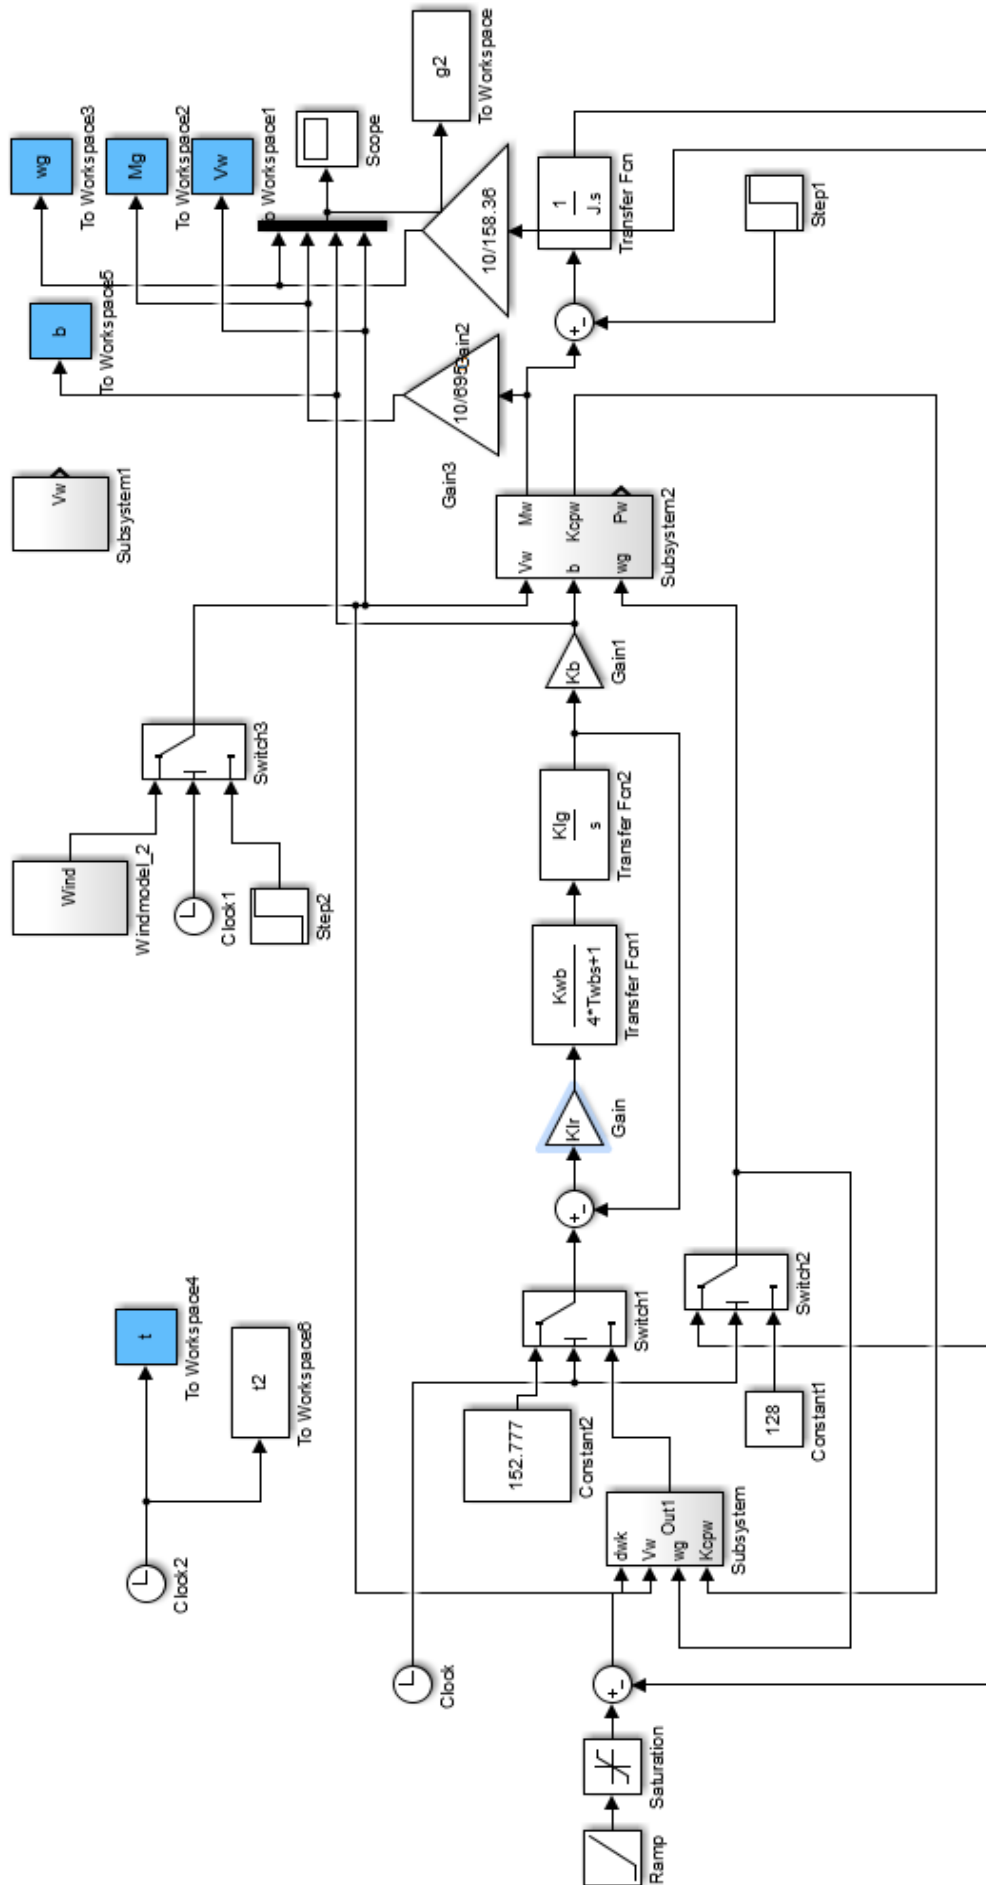 Clock2
t
To Workspace4
t2
To Workspace6
Wind
Windmodel_2
Clock1
Step2
Switch3
Vw
Subsystem1
b
To Workspace5
wg
To Workspace3
Mg
To Workspace2
Vw
To Workspace1
Scope
g2
To Workspace
Clock
Ramp
Saturation
+-
dwk
Vw
wg
Kcpw
Out1
Subsystem
152.777
Constant2
128
Constant1
Switch1
Switch2
+-
Klr
Gain
Kwb
4*Twbs+1
Transfer Fcn1
Klg
s
Transfer Fcn2
Kb
Gain1
Vw
b
wg
Mw
Kcpw
Pw
Subsystem2
10/695
Gain3
10/158.36
Gain2
+-
1
J.s
Transfer Fcn
Step1